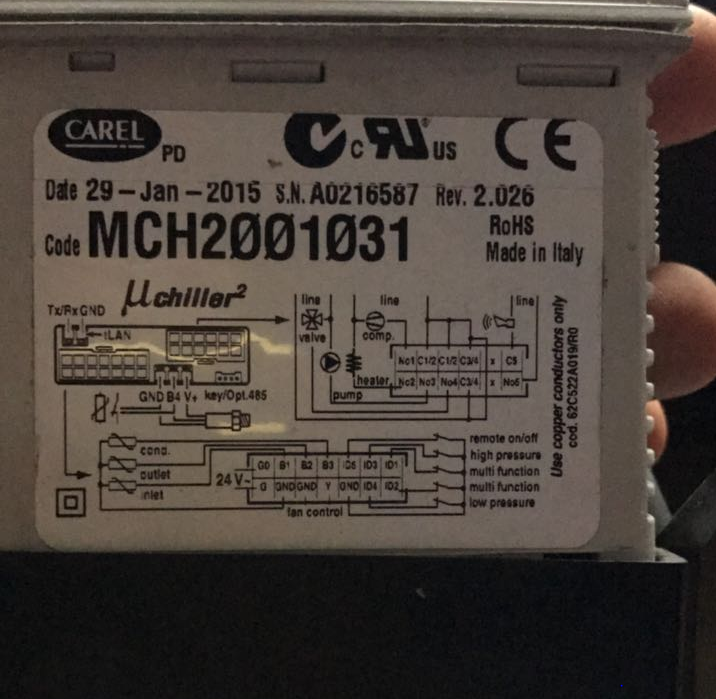 CAREL PD c RU US CE
Date 29-Jan-2015 S.N. A0216587 Rev. 2.026
Code MCH2001031 RoHS
Made in Italy
µchiller²
Tx/Rx GND
tLAN
GND B4 V+ key/Opt.485
line line line
valve comp.
No1 C1/2 C1/2 C3/4 x C5
heater No2 No3 No4 C3/4 x No5
pump
cond.
outlet
inlet
24 V~
G0 B1 B2 B3 ID5 ID3 ID1
G GND GND Y GND ID4 ID2
fan control
remote on/off
high pressure
multi function
multi function
low pressure
Use copper conductors only
cod. 62C522A019/R0